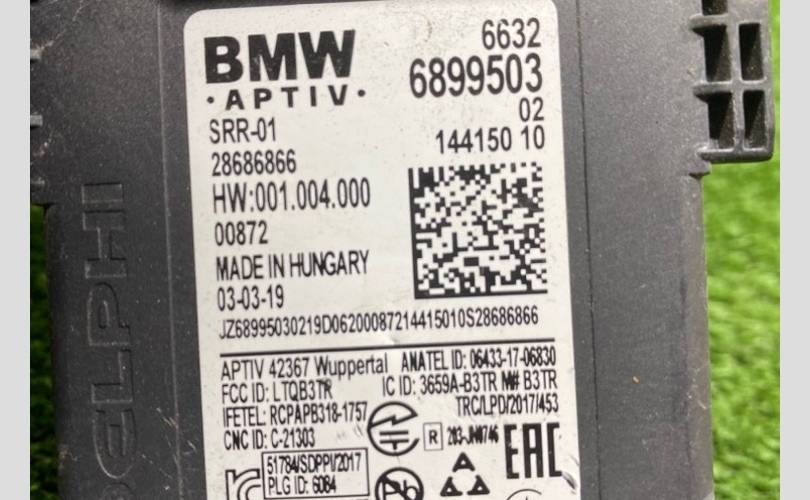 BMW
·APTIV·
6632
6899503
02
144150 10
SRR-01
28686866
HW:001.004.000
00872
MADE IN HUNGARY
03-03-19
JZ68995030219D06200087214415010S28686866
APTIV 42367 Wuppertal ANATEL ID: 06433-17-06830
FCC ID: LTQB3TR IC ID: 3659A-B3TR M# B3TR
IFETEL: RCPAPB318-1757 TRC/LPD/2017/453
CNC ID: C-21303
R 203-JN0746
EAC
51784/SDPPI/2017
PLG ID: 6084
Pb
DELPHI